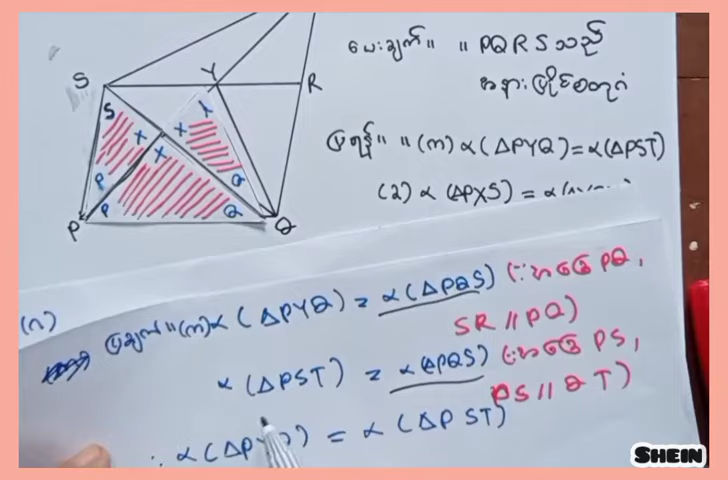 ပေးချက်။ ။ PQRS သည်
အနားပြိုင်စတုဂံ
ပြရန်။ ။ (က) α(ΔPYQ) = α(ΔPST)
(2) α(ΔPXS) = α(
S
Y
R
S
X
X
Y
X
P
P
Q
Q
P
Q
(က)
ပြချက်။ (က) α(ΔPYQ) = α(ΔPQS) (∵ အခြေ PQ,
SR // PQ)
α(ΔPST) = α(ΔPQS) (∵ အခြေ PS,
PS // QT)
∴ α(ΔPYQ) = α(ΔPST)
SHEIN